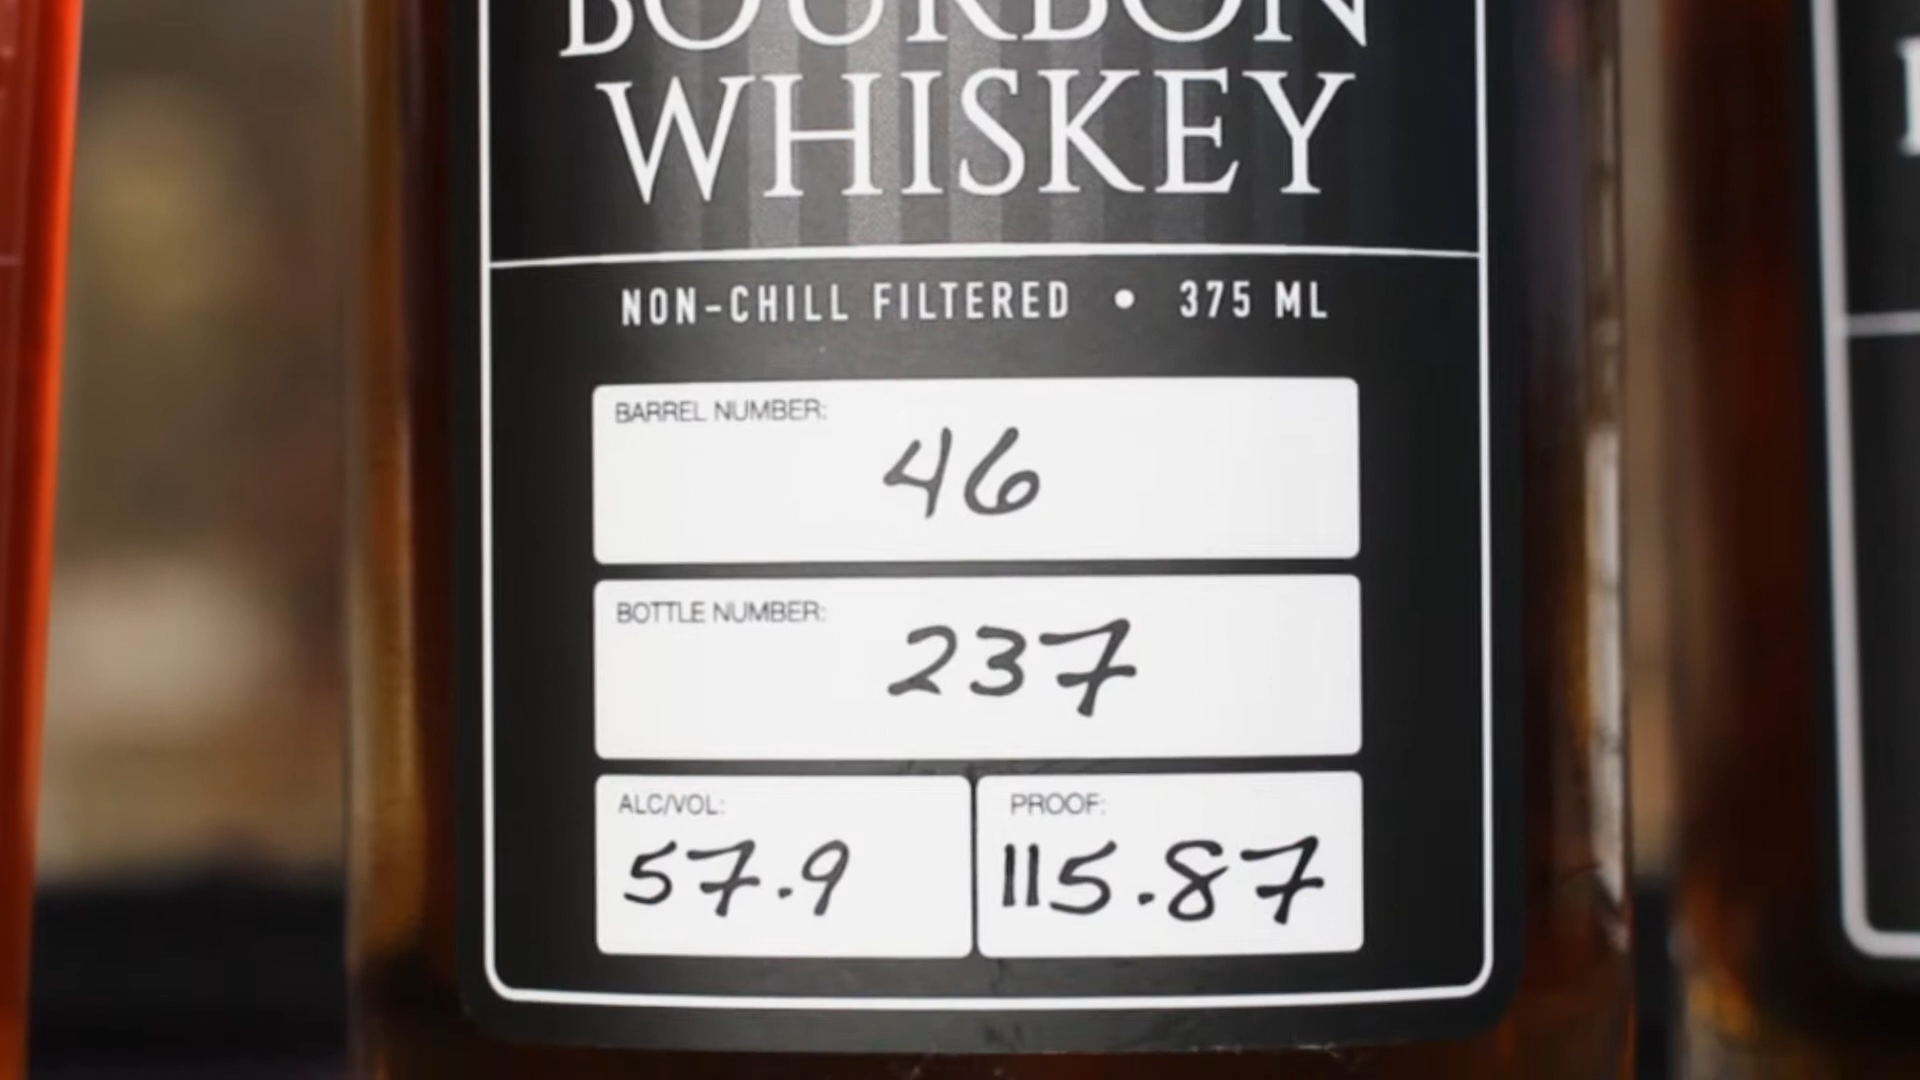 BOURBON
WHISKEY
NON-CHILL FILTERED • 375 ML
BARREL NUMBER:
46
BOTTLE NUMBER:
237
ALC/VOL:
57.9
PROOF:
115.87